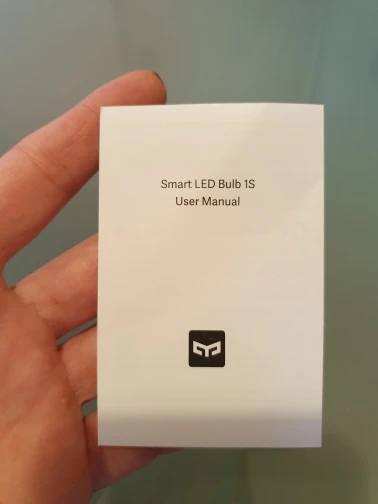 Smart LED Bulb 1S
User Manual